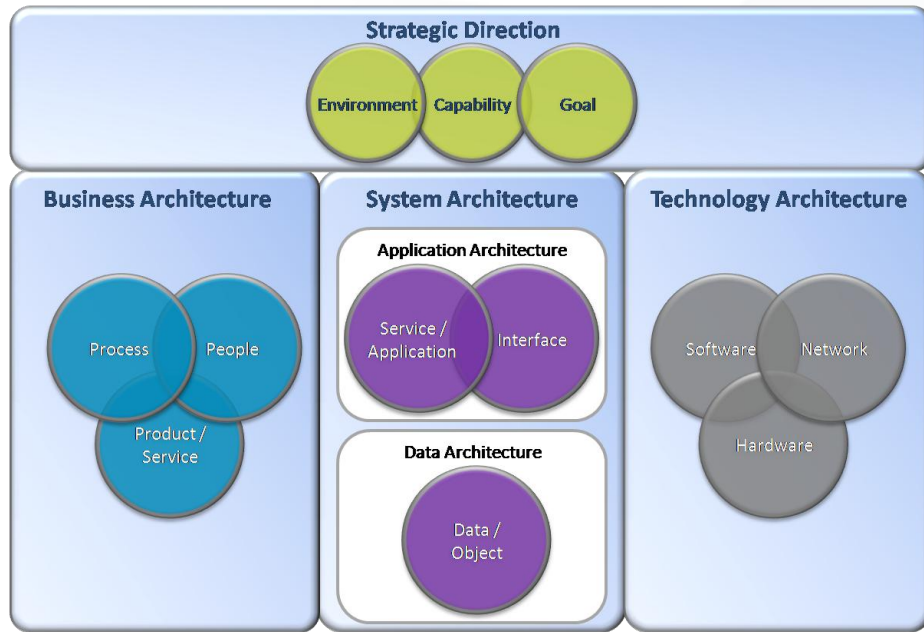 Strategic Direction
Environment
Capability
Goal
Business Architecture
Process
People
Product /
Service
System Architecture
Application Architecture
Service /
Application
Interface
Data Architecture
Data /
Object
Technology Architecture
Software
Network
Hardware